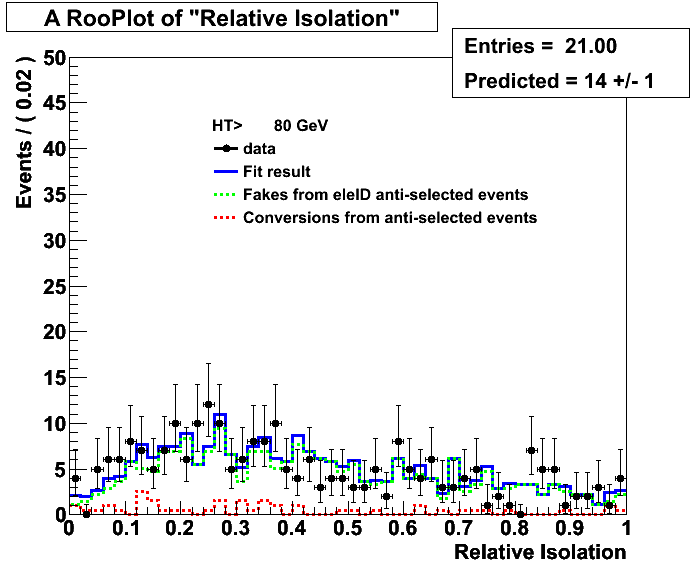 A RooPlot of "Relative Isolation"
Entries = 21.00
Predicted = 14 +/- 1
Events / ( 0.02 )
50
45
40
35
30
25
20
15
10
5
0
HT> 80 GeV
data
Fit result
Fakes from eleID anti-selected events
Conversions from anti-selected events
0 0.1 0.2 0.3 0.4 0.5 0.6 0.7 0.8 0.9 1
Relative Isolation